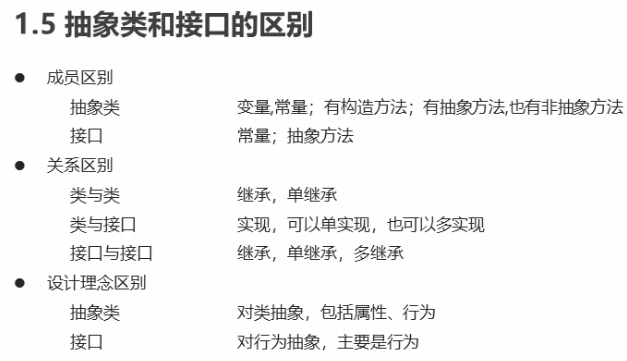 1.5 抽象类和接口的区别
● 成员区别
抽象类 变量,常量；有构造方法；有抽象方法,也有非抽象方法
接口 常量；抽象方法
● 关系区别
类与类 继承，单继承
类与接口 实现，可以单实现，也可以多实现
接口与接口 继承，单继承，多继承
● 设计理念区别
抽象类 对类抽象，包括属性、行为
接口 对行为抽象，主要是行为